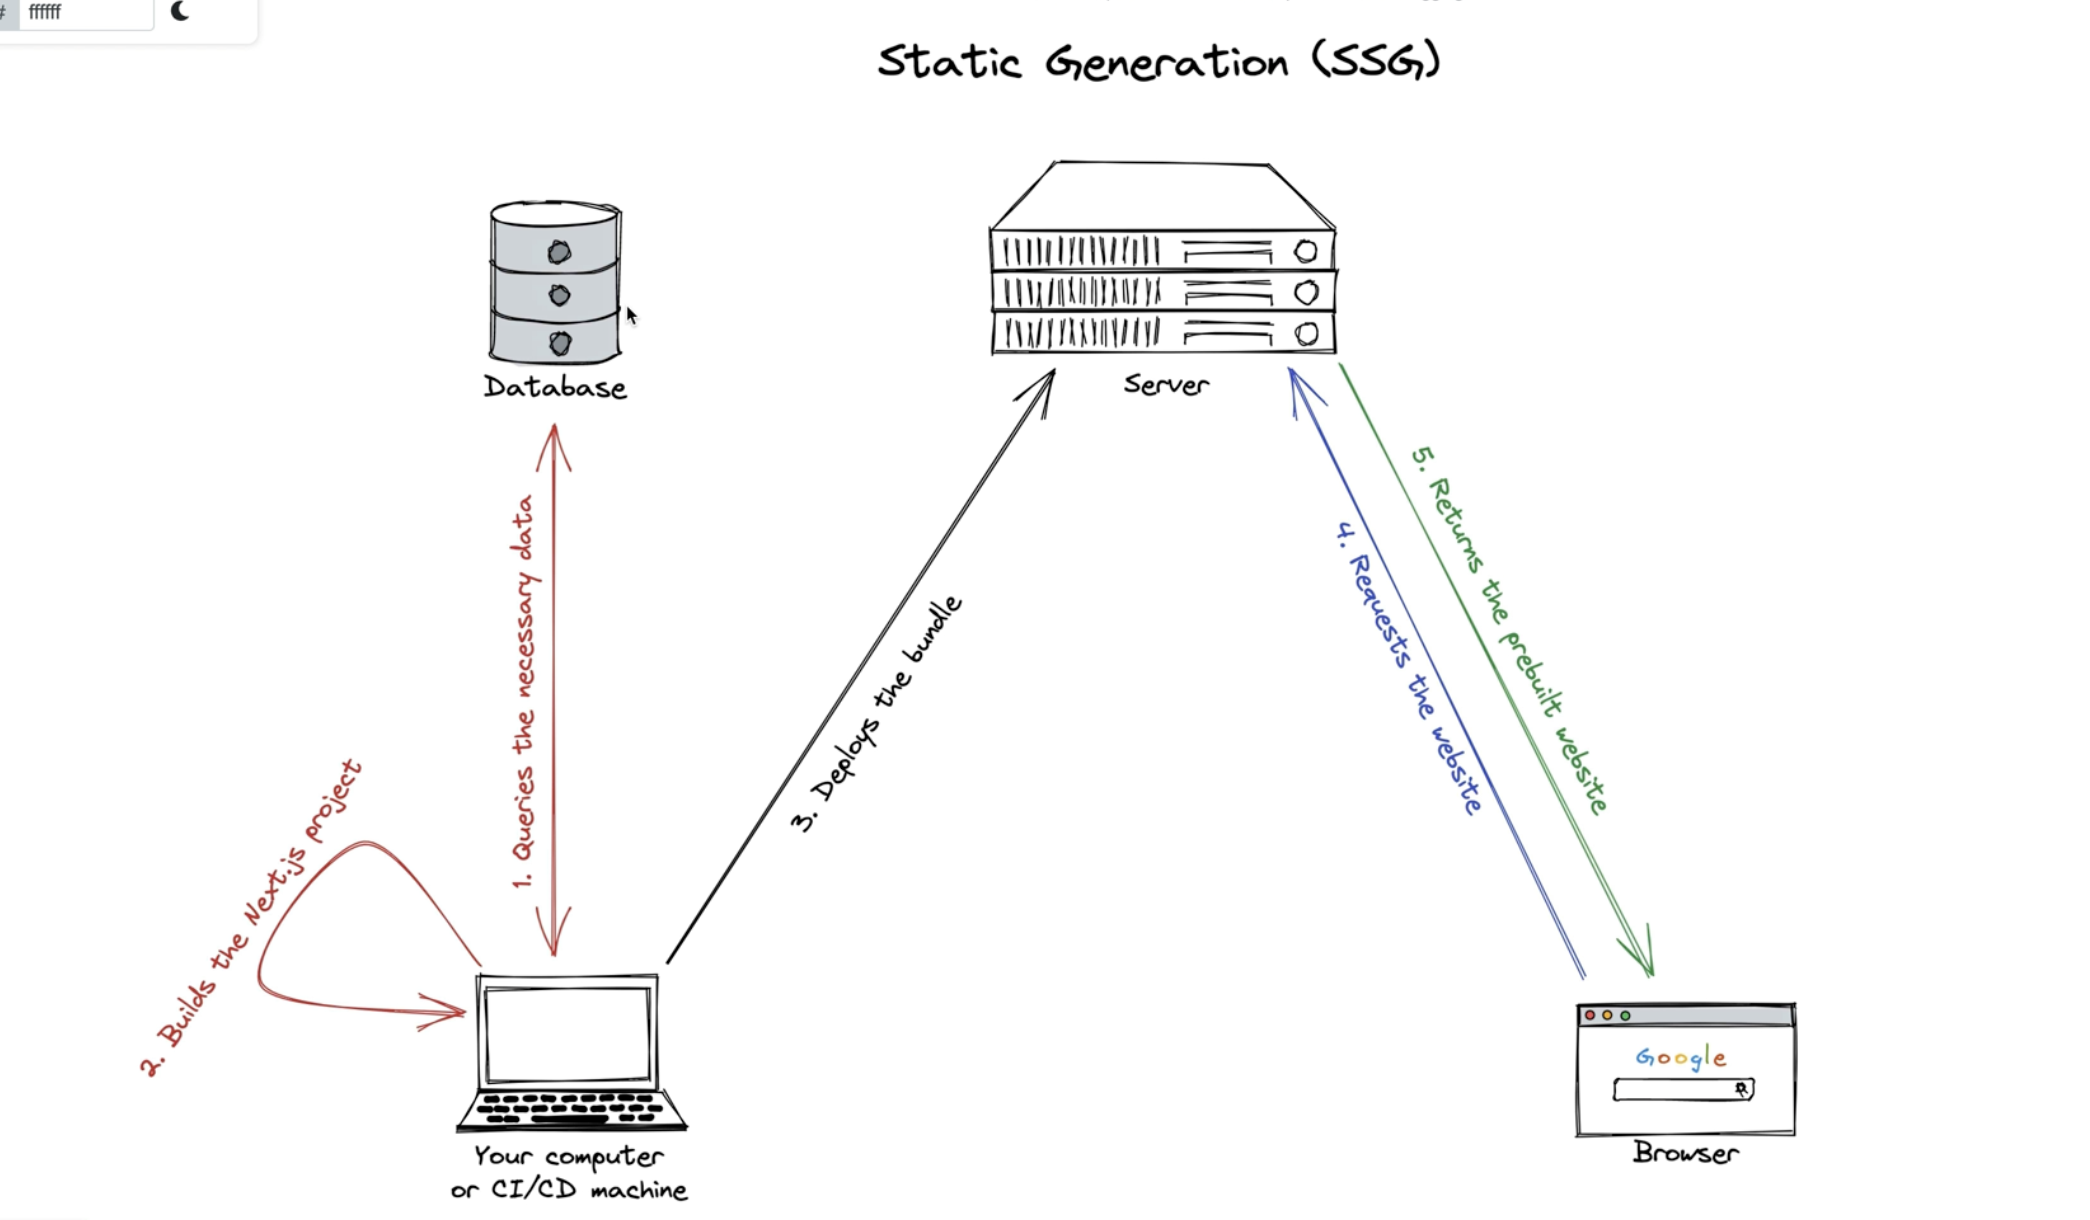 # ffffff
Static Generation (SSG)
Database
Server
1. Queries the necessary data
2. Builds the Next.js project
3. Deploys the bundle
4. Requests the website
5. Returns the prebuilt website
Your computer
or CI/CD machine
Google
Browser